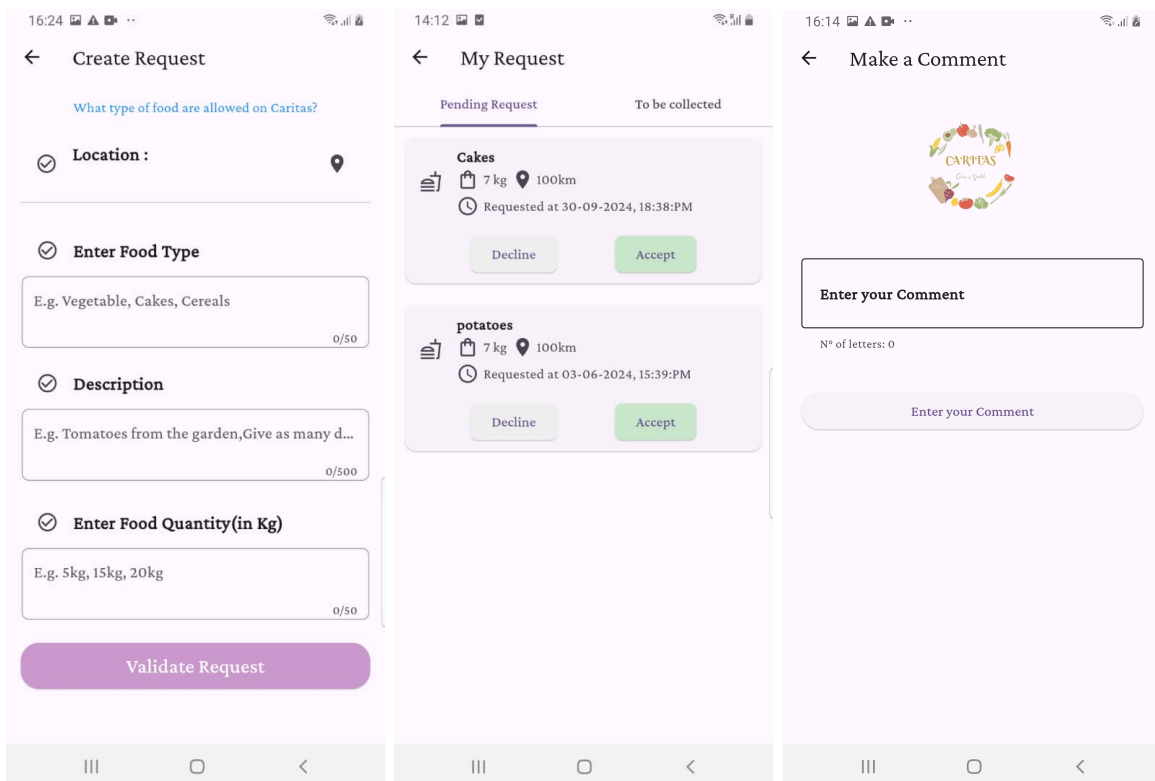 16:24
Create Request
What type of food are allowed on Caritas?
Location :
Enter Food Type
E.g. Vegetable, Cakes, Cereals
0/50
Description
E.g. Tomatoes from the garden,Give as many d...
0/500
Enter Food Quantity(in Kg)
E.g. 5kg, 15kg, 20kg
0/50
Validate Request
14:12
My Request
Pending Request
To be collected
Cakes
7 kg 100km
Requested at 30-09-2024, 18:38:PM
Decline
Accept
potatoes
7 kg 100km
Requested at 03-06-2024, 15:39:PM
Decline
Accept
16:14
Make a Comment
CARITAS
Enter your Comment
N° of letters: 0
Enter your Comment